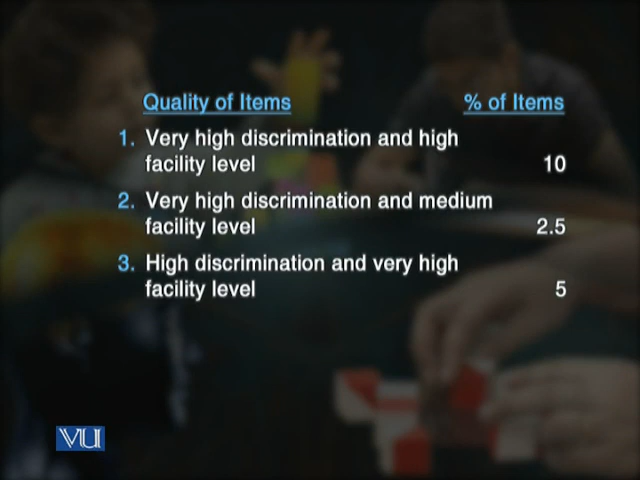 Quality of Items % of Items
1. Very high discrimination and high
facility level 10
2. Very high discrimination and medium
facility level 2.5
3. High discrimination and very high
facility level 5
VU